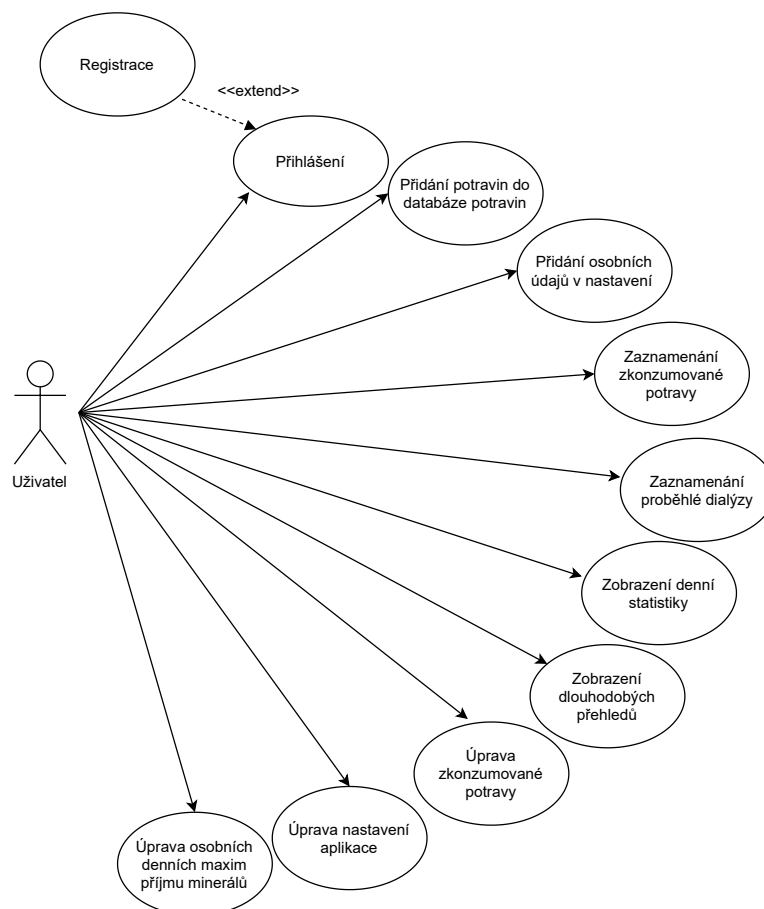 Registrace
<<extend>>
Přihlášení
Přidání potravin do
databáze potravin
Přidání osobních
údajů v nastavení
Zaznamenání
zkonzumované
potravy
Uživatel
Zaznamenání
proběhlé dialýzy
Zobrazení denní
statistiky
Zobrazení
dlouhodobých
přehledů
Úprava
zkonzumované
potravy
Úprava nastavení
aplikace
Úprava osobních
denních maxim
příjmu minerálů